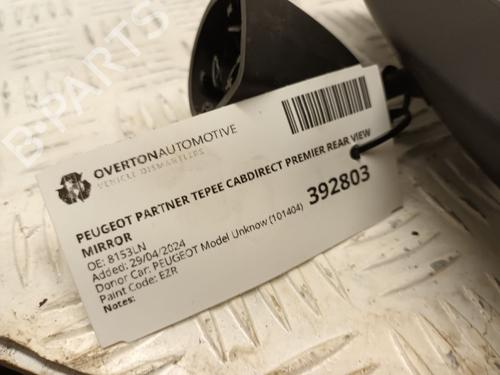 B-PARTS
OVERTONAUTOMOTIVE
VEHICLE DISMANTLERS
PEUGEOT PARTNER TEPEE CABDIRECT PREMIER REAR VIEW
MIRROR
OE: 8153LN
Added: 29/04/2024
Donor Car: PEUGEOT Model Unknow (101404)
392803
Paint Code: EZR
Notes: